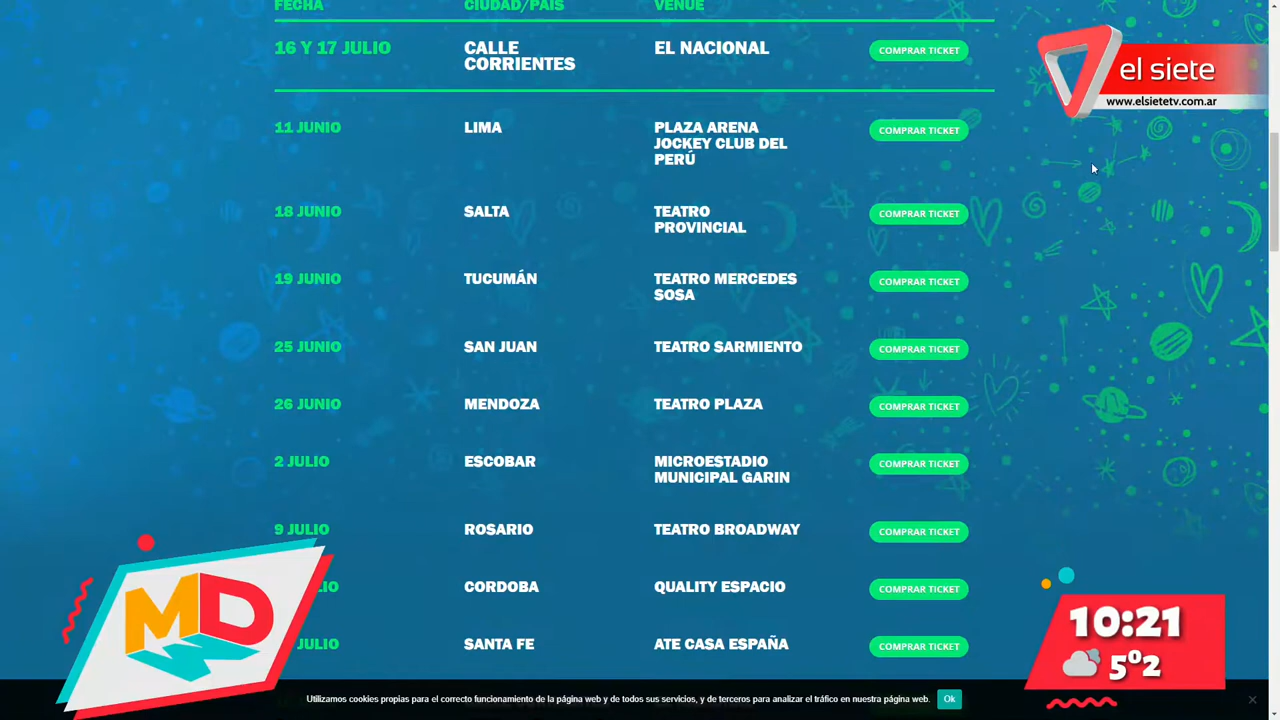 FECHA CIUDAD/PAÍS VENUE
16 Y 17 JULIO CALLE EL NACIONAL COMPRAR TICKET
CORRIENTES
el siete
www.elsietetv.com.ar
11 JUNIO LIMA PLAZA ARENA COMPRAR TICKET
JOCKEY CLUB DEL
PERÚ
18 JUNIO SALTA TEATRO COMPRAR TICKET
PROVINCIAL
19 JUNIO TUCUMÁN TEATRO MERCEDES COMPRAR TICKET
SOSA
25 JUNIO SAN JUAN TEATRO SARMIENTO COMPRAR TICKET
26 JUNIO MENDOZA TEATRO PLAZA COMPRAR TICKET
2 JULIO ESCOBAR MICROESTADIO COMPRAR TICKET
MUNICIPAL GARIN
9 JULIO ROSARIO TEATRO BROADWAY COMPRAR TICKET
CORDOBA QUALITY ESPACIO COMPRAR TICKET
JULIO SANTA FE ATE CASA ESPAÑA COMPRAR TICKET
MD
10:21
5º2
Utilizamos cookies propias para el correcto funcionamiento de la página web y de todos sus servicios, y de terceros para analizar el tráfico en nuestra página web. Ok